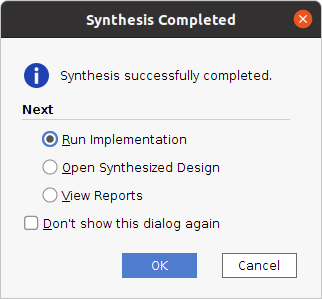 Synthesis Completed
Synthesis successfully completed.
Next
Run Implementation
Open Synthesized Design
View Reports
Don't show this dialog again
OK
Cancel